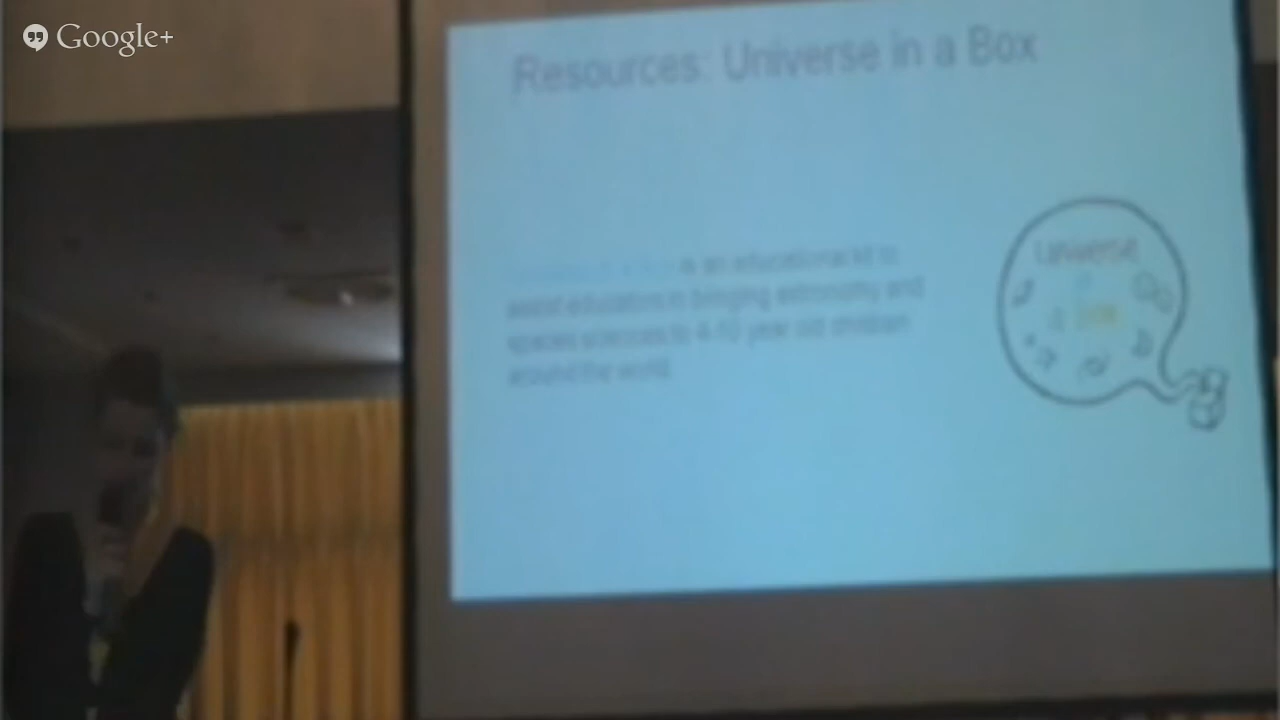 Google+
Resources: Universe in a Box
is an educational kit to
assist educators in bringing astronomy and
space sciences to 4-10 year old children
around the world
Universe